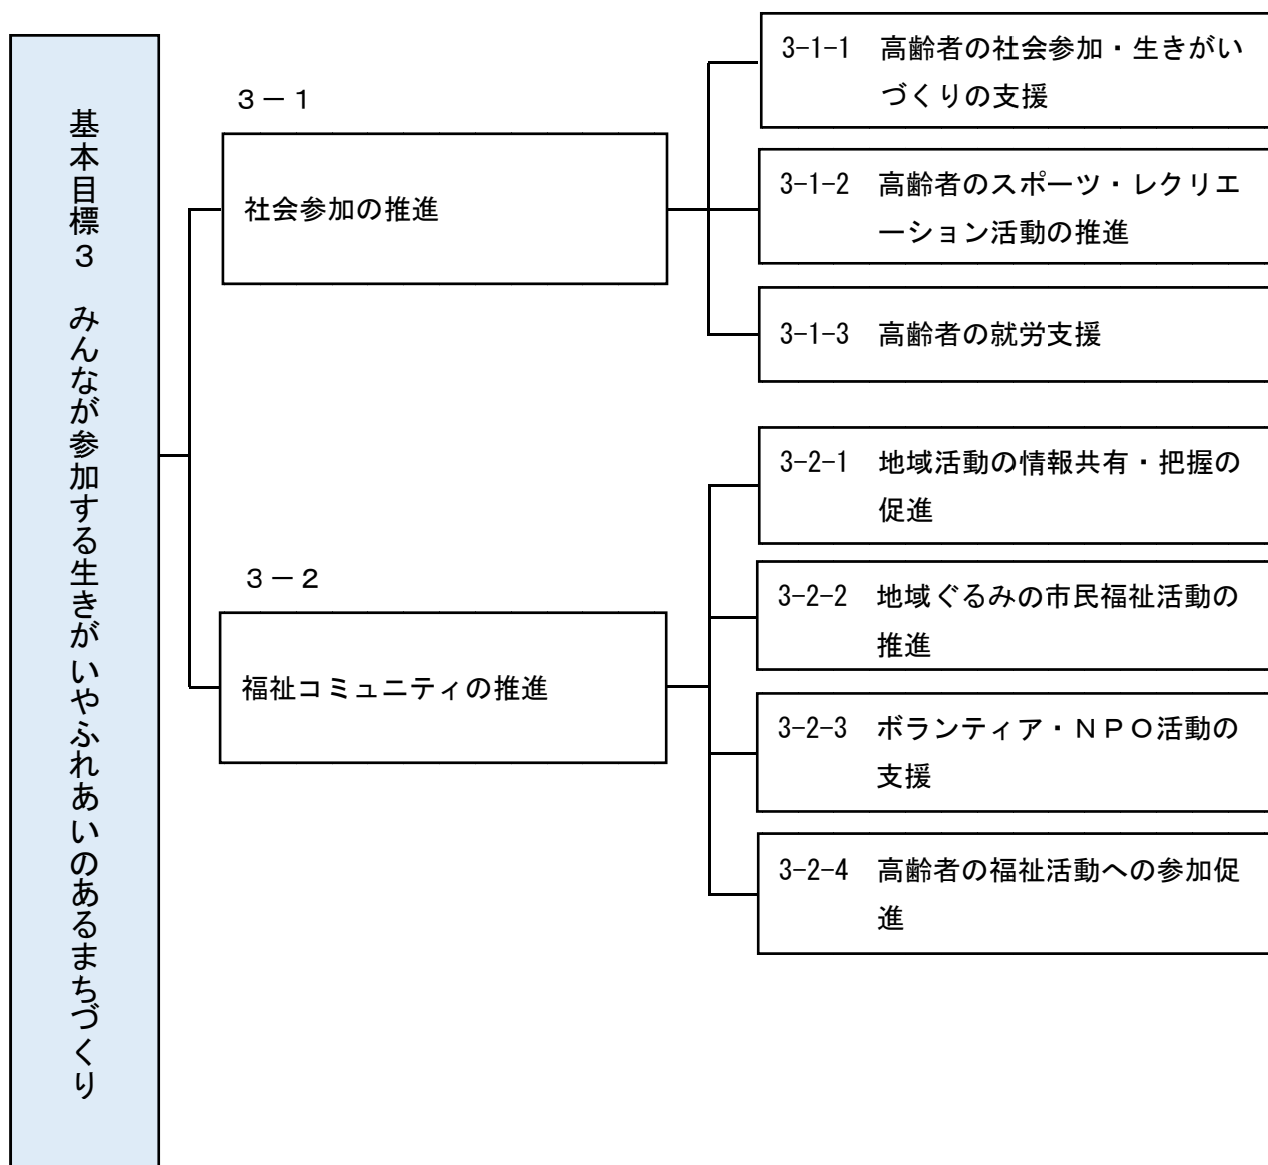 基本目標３　みんなが参加する生きがいやふれあいのあるまちづくり
３－１
社会参加の推進
3-1-1　高齢者の社会参加・生きがい
づくりの支援
3-1-2　高齢者のスポーツ・レクリエ
ーション活動の推進
3-1-3　高齢者の就労支援
３－２
福祉コミュニティの推進
3-2-1　地域活動の情報共有・把握の
促進
3-2-2　地域ぐるみの市民福祉活動の
推進
3-2-3　ボランティア・ＮＰＯ活動の
支援
3-2-4　高齢者の福祉活動への参加促
進